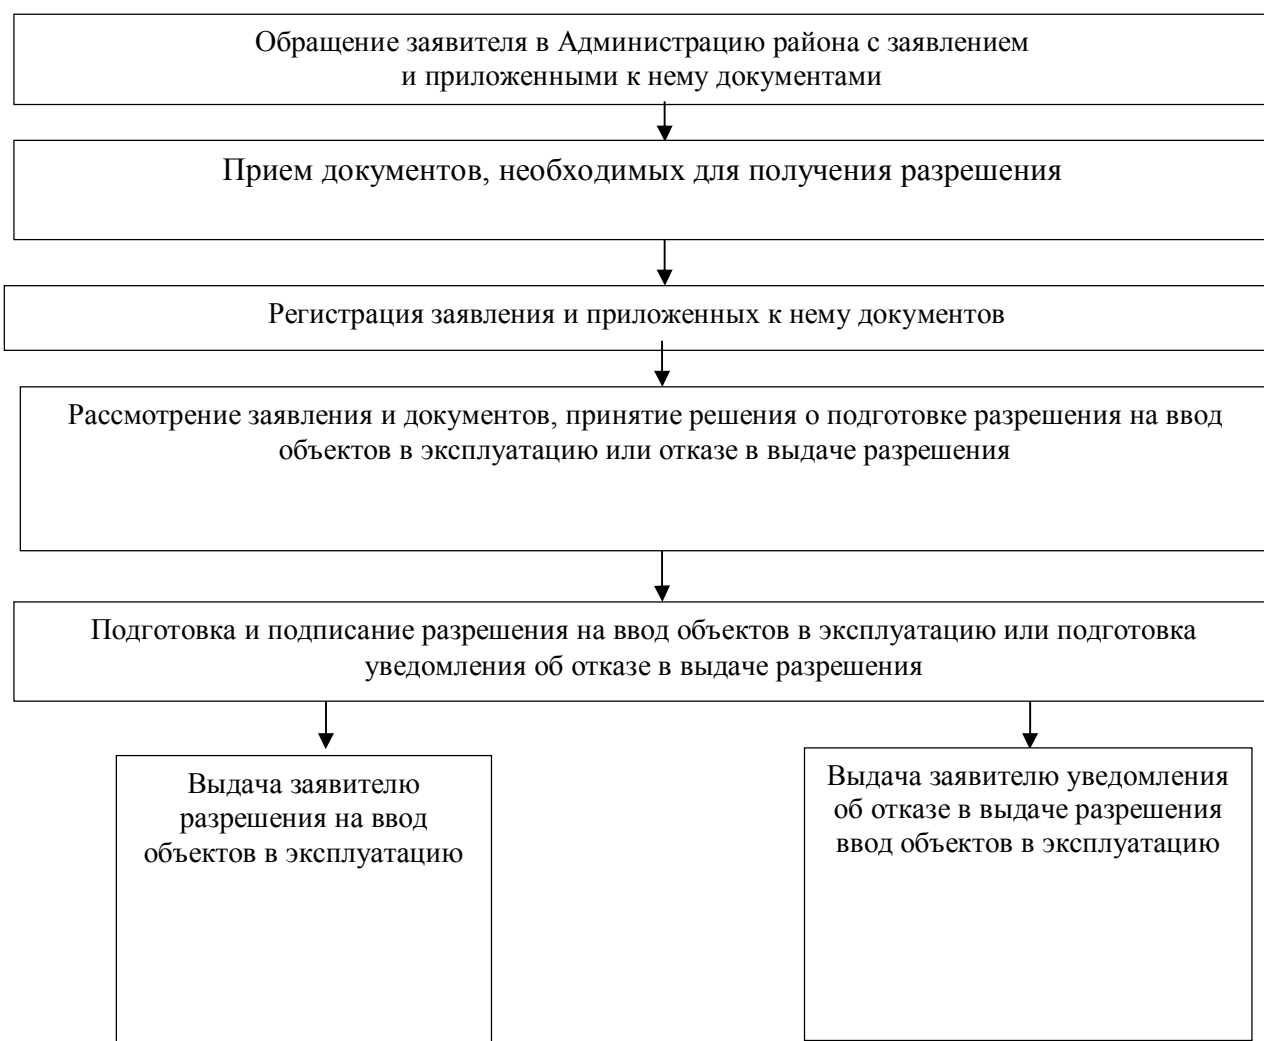 Обращение заявителя в Администрацию района с заявлением
и приложенными к нему документами
Прием документов, необходимых для получения разрешения
Регистрация заявления и приложенных к нему документов
Рассмотрение заявления и документов, принятие решения о подготовке разрешения на ввод
объектов в эксплуатацию или отказе в выдаче разрешения
Подготовка и подписание разрешения на ввод объектов в эксплуатацию или подготовка
уведомления об отказе в выдаче разрешения
Выдача заявителю
разрешения на ввод
объектов в эксплуатацию
Выдача заявителю уведомления
об отказе в выдаче разрешения
ввод объектов в эксплуатацию